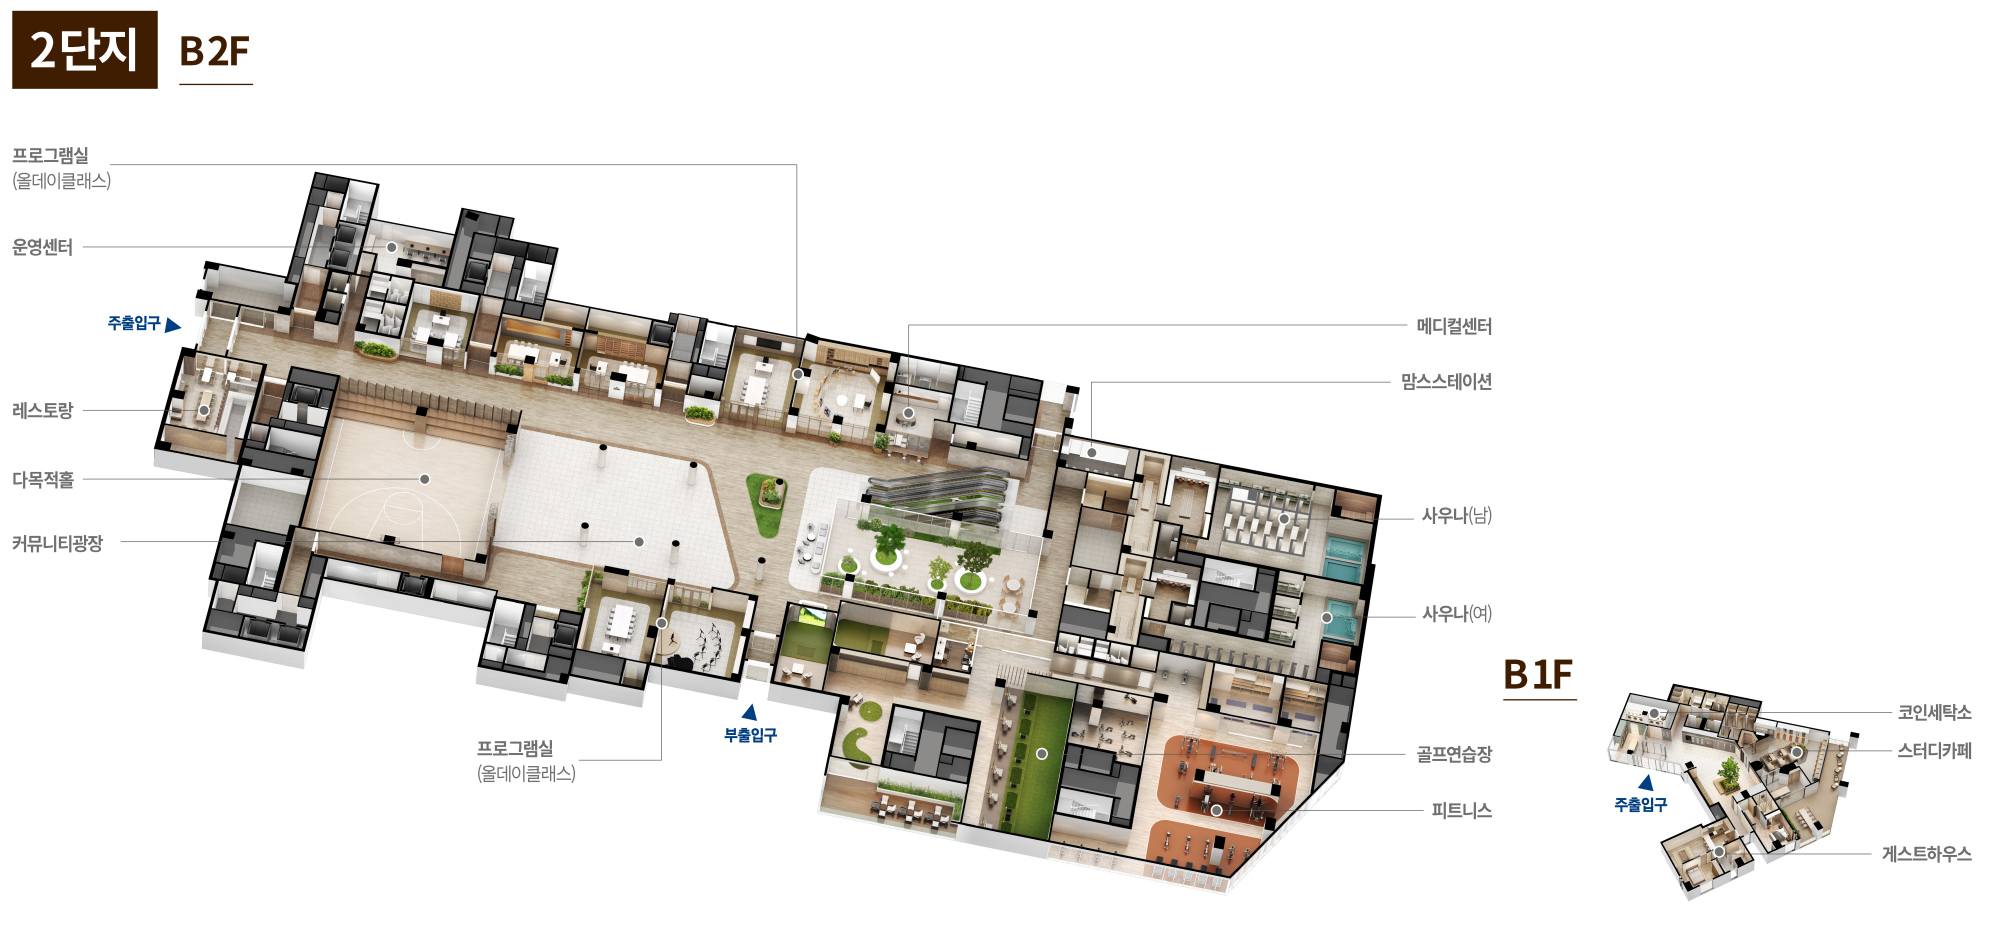 2단지
B2F
프로그램실
(올데이클래스)
운영센터
주출입구
레스토랑
다목적홀
커뮤니티광장
프로그램실
(올데이클래스)
부출입구
메디컬센터
맘스스테이션
사우나(남)
사우나(여)
골프연습장
피트니스
B1F
코인세탁소
스터디카페
주출입구
게스트하우스